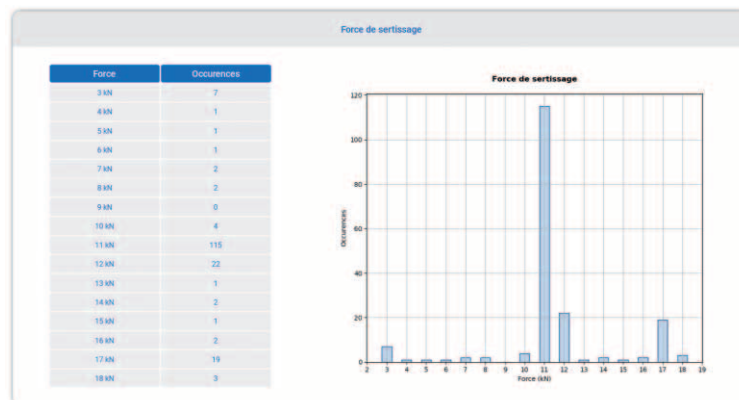 Force de sertissage
Force Occurences
3 kN 7
4 kN 1
5 kN 1
6 kN 1
7 kN 2
8 kN 2
9 kN 0
10 kN 4
11 kN 115
12 kN 22
13 kN 1
14 kN 2
15 kN 1
16 kN 2
17 kN 19
18 kN 3
Force de sertissage
120
100
80
60
40
20
0
Occurences
2 3 4 5 6 7 8 9 10 11 12 13 14 15 16 17 18 19
Force (kN)